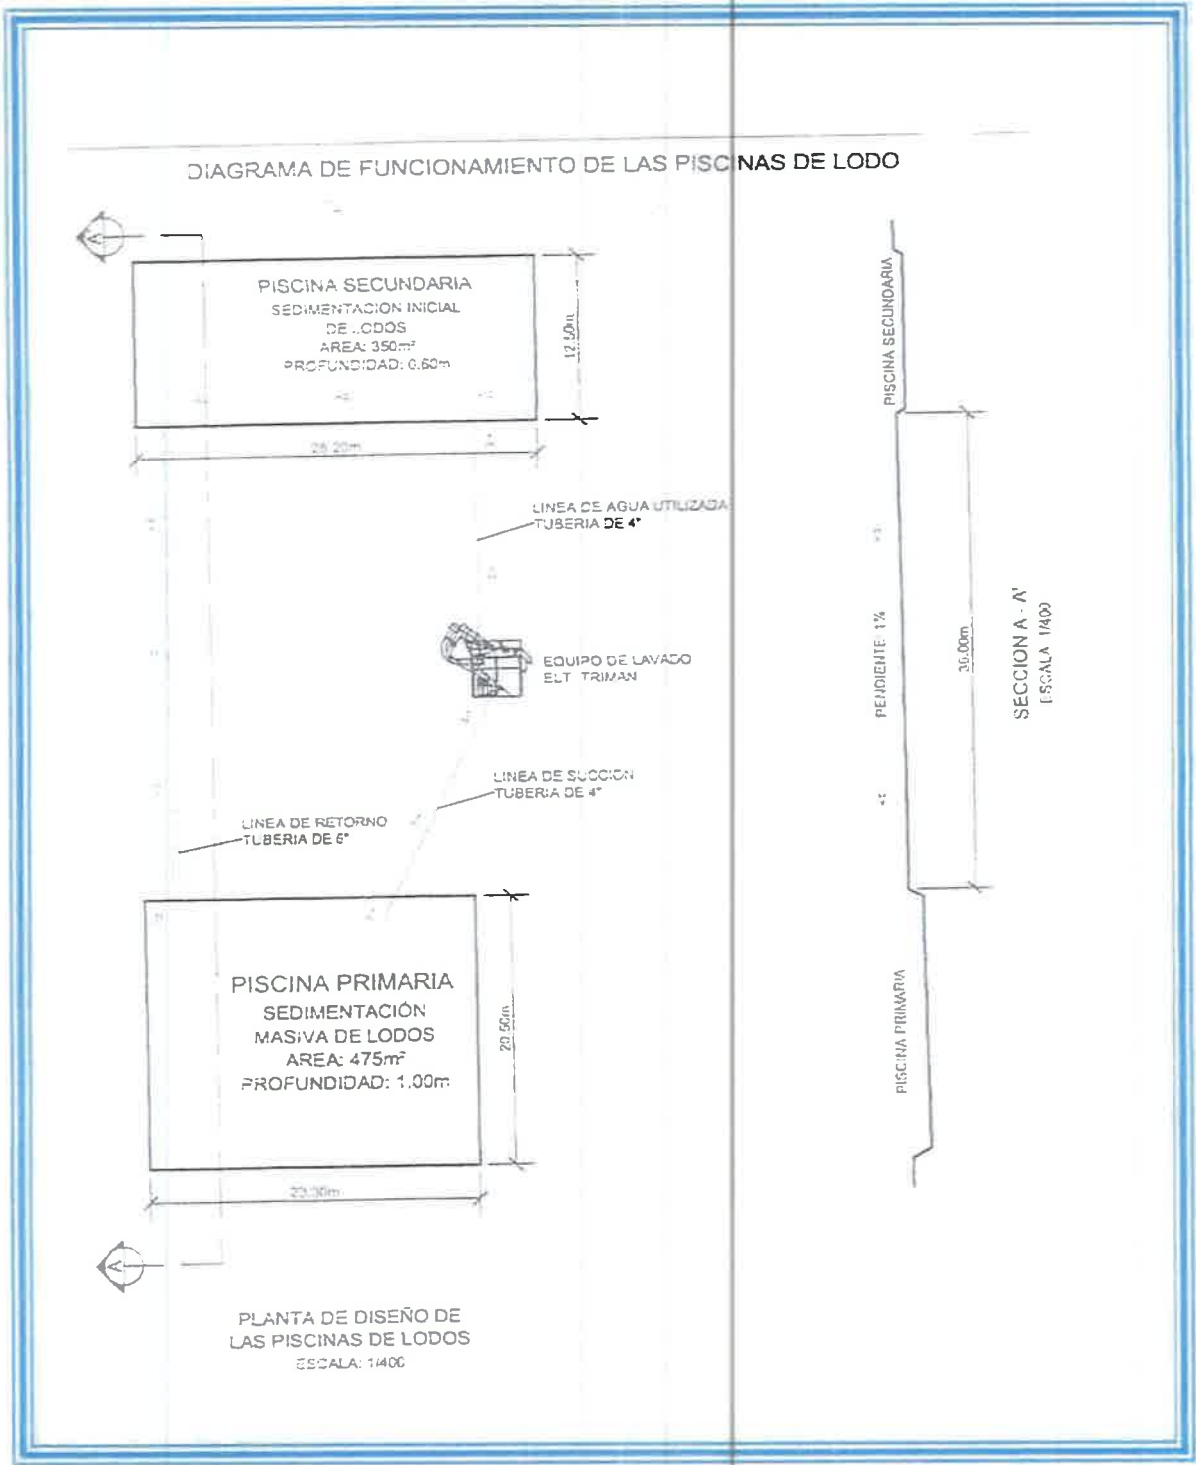 DIAGRAMA DE FUNCIONAMIENTO DE LAS PISCINAS DE LODO
PISCINA SECUNDARIA
SEDIMENTACION INICIAL
DE LODOS
AREA: 350m²
PROFUNDIDAD: 0.60m
12.50m
28.20m
LINEA DE AGUA UTILIZADA
TUBERIA DE 4"
EQUIPO DE LAVADO
ELT TRIMAN
LINEA DE SUCCION
TUBERIA DE 4"
LINEA DE RETORNO
TUBERIA DE 6"
PISCINA PRIMARIA
SEDIMENTACIÓN
MASIVA DE LODOS
AREA: 475m²
PROFUNDIDAD: 1.00m
20.50m
PLANTA DE DISEÑO DE
LAS PISCINAS DE LODOS
ESCALA: 1/400
PISCINA SECUNDARIA
PENDIENTE 1%
PISCINA PRIMARIA
SECCION A - A'
ESCALA 1/400